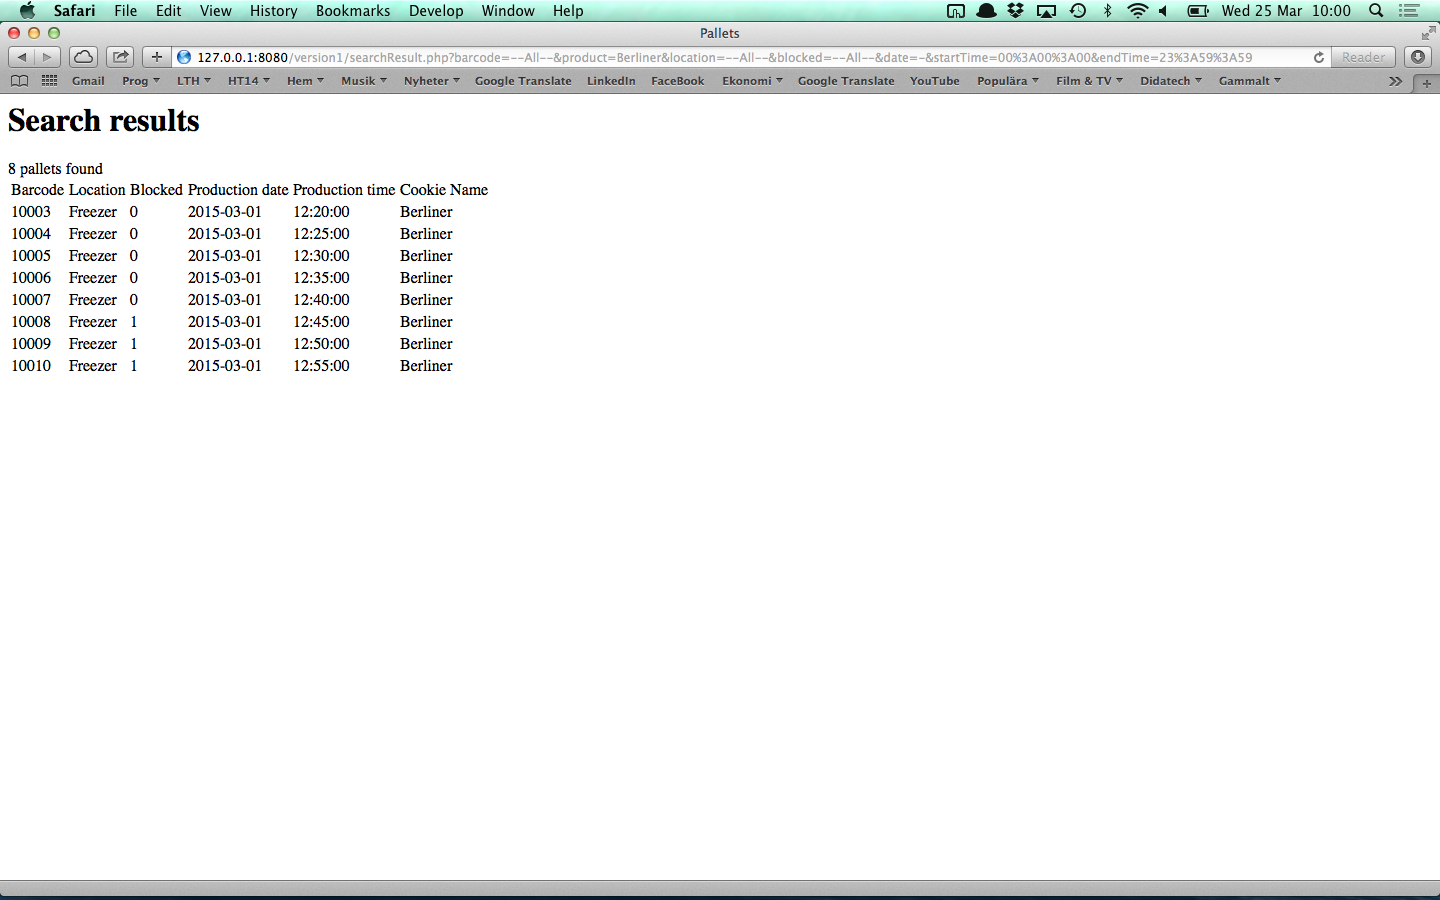 Safari File Edit View History Bookmarks Develop Window Help Wed 25 Mar 10:00
Pallets
127.0.0.1:8080/version1/searchResult.php?barcode=--All--&product=Berliner&location=--All--&blocked=--All--&date=-&startTime=00%3A00%3A00&endTime=23%3A59%3A59 Reader
Gmail Prog LTH HT14 Hem Musik Nyheter Google Translate LinkedIn FaceBook Ekonomi Google Translate YouTube Populära Film & TV Didatech Gammalt
Search results
8 pallets found
Barcode Location Blocked Production date Production time Cookie Name
10003 Freezer 0 2015-03-01 12:20:00 Berliner
10004 Freezer 0 2015-03-01 12:25:00 Berliner
10005 Freezer 0 2015-03-01 12:30:00 Berliner
10006 Freezer 0 2015-03-01 12:35:00 Berliner
10007 Freezer 0 2015-03-01 12:40:00 Berliner
10008 Freezer 1 2015-03-01 12:45:00 Berliner
10009 Freezer 1 2015-03-01 12:50:00 Berliner
10010 Freezer 1 2015-03-01 12:55:00 Berliner